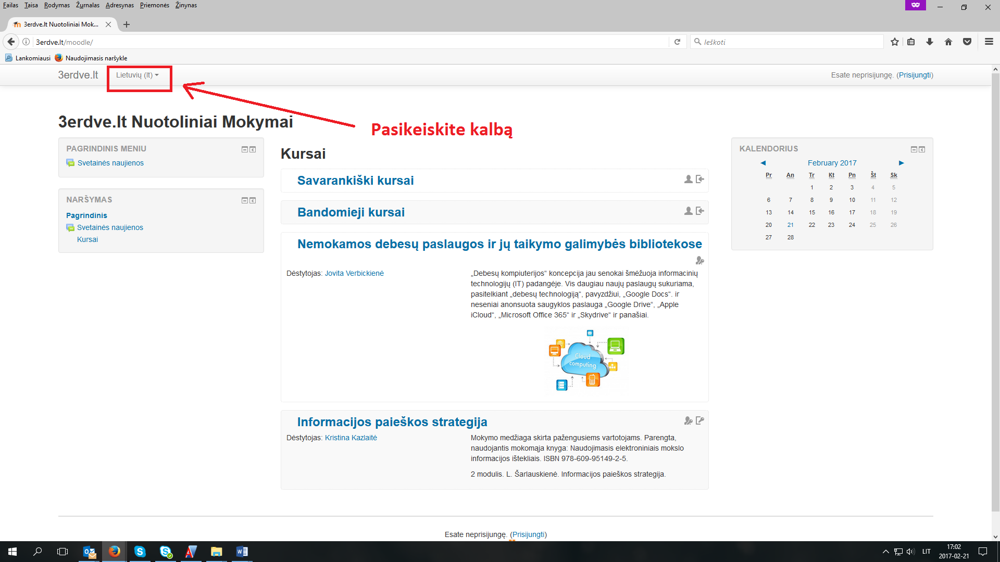 Failas Taisa Rodymas Žurnalas Adresynas Priemonės Žinynas
3erdve.lt Nuotoliniai Mok...
3erdve.lt/moodle/
Ieškoti
Lankomiausi Naudojimasis naršykle
3erdve.lt
Lietuvių (lt)
Esate neprisijungę. (Prisijungti)
3erdve.lt Nuotoliniai Mokymai
Pasikeiskite kalbą
PAGRINDINIS MENIU
Svetainės naujienos
NARŠYMAS
Pagrindinis
Svetainės naujienos
Kursai
Kursai
Savarankiški kursai
Bandomieji kursai
Nemokamos debesų paslaugos ir jų taikymo galimybės bibliotekose
Dėstytojas: Jovita Verbickienė
„Debesų kompiuterijos“ koncepcija jau senokai šmėžuoja informacinių
technologijų (IT) padangėje. Vis daugiau naujų paslaugų sukuriama,
pasitelkiant „debesų technologiją“, pavyzdžiui, „Google Docs“. ir
neseniai anonsuota saugyklos paslauga „Google Drive“, „Apple
iCloud“, „Microsoft Office 365“ ir „Skydrive“ ir panašiai.
Cloud
computing
Informacijos paieškos strategija
Dėstytojas: Kristina Kazlaitė
Mokymo medžiaga skirta pažengusiems vartotojams. Parengta,
naudojantis mokomąja knyga: Naudojimasis elektroniniais mokslo
informacijos ištekliais. ISBN 978-609-95149-2-5.
2 modulis. L. Šarlauskienė. Informacijos paieškos strategija.
KALENDORIUS
◄ February 2017 ►
Pr An Tr Kt Pn Št Sk
1 2 3 4 5
6 7 8 9 10 11 12
13 14 15 16 17 18 19
20 21 22 23 24 25 26
27 28
Esate neprisijungę. (Prisijungti)
LIT
17:02
2017-02-21